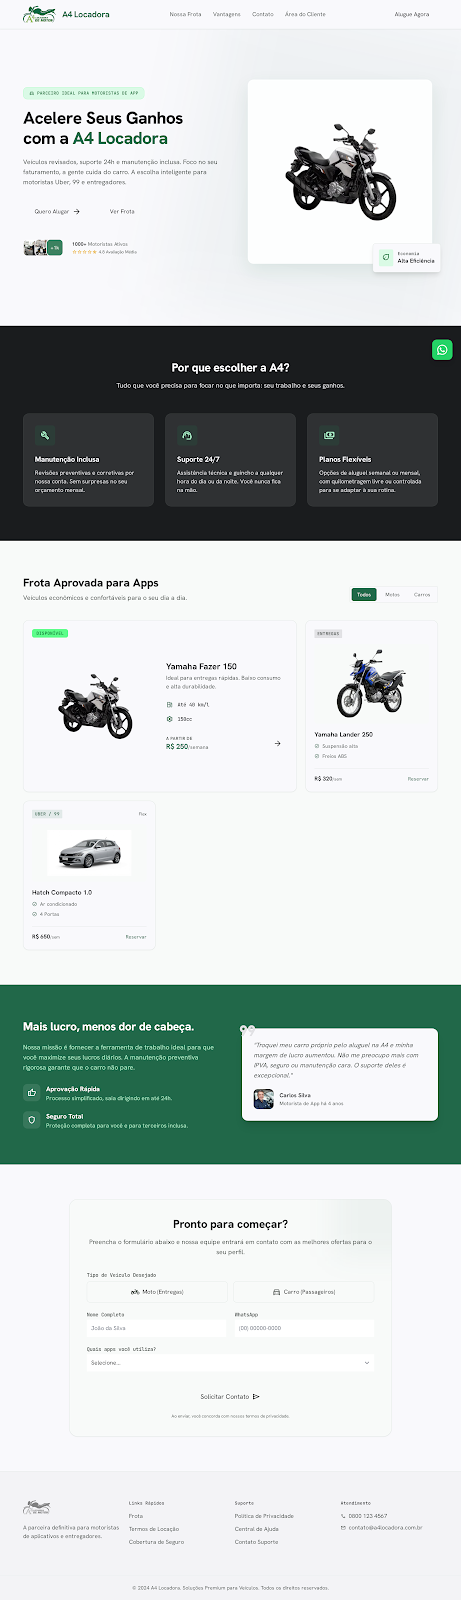 A4 Locadora
Nossa Frota
Vantagens
Contato
Área do Cliente
Alugue Agora
PARCEIRO IDEAL PARA MOTORISTAS DE APP
Acelere Seus Ganhos
com a A4 Locadora
Veículos revisados, suporte 24h e manutenção inclusa. Foco no seu
faturamento, a gente cuida do carro. A escolha inteligente para
motoristas Uber, 99 e entregadores.
Quero Alugar
Ver Frota
1000+ Motoristas Ativos
4.9 Avaliação Média
Economia
Alta Eficiência
Por que escolher a A4?
Tudo que você precisa para focar no que importa: seu trabalho e seus ganhos.
Manutenção Inclusa
Revisões preventivas e corretivas por
nossa conta. Sem surpresas no seu
orçamento mensal.
Suporte 24/7
Assistência técnica e guincho a qualquer
hora do dia ou da noite. Você nunca fica
na mão.
Planos Flexíveis
Opções de aluguel semanal ou mensal,
com quilometragem livre ou controlada
para se adaptar à sua rotina.
Frota Aprovada para Apps
Veículos econômicos e confortáveis para o seu dia a dia.
Todos
Motos
Carros
DISPONÍVEL
Yamaha Fazer 150
Ideal para entregas rápidas. Baixo consumo
e alta durabilidade.
Até 40 km/l
150cc
A PARTIR DE
R$ 250/semana
ENTREGAS
Yamaha Lander 250
Suspensão alta
Freios ABS
R$ 320/sem
Reservar
UBER / 99
Flex
Hatch Compacto 1.0
Ar condicionado
4 Portas
R$ 650/sem
Reservar
Mais lucro, menos dor de cabeça.
Nossa missão é fornecer a ferramenta de trabalho ideal para que
você maximize seus lucros diários. A manutenção preventiva
rigorosa garante que o carro não pare.
Aprovação Rápida
Processo simplificado, saia dirigindo em até 24h.
Seguro Total
Proteção completa para você e para terceiros inclusa.
"Troquei meu carro próprio pelo aluguel na A4 e minha
margem de lucro aumentou. Não me preocupo mais com
IPVA, seguro ou manutenção cara. O suporte deles é
excepcional."
Carlos Silva
Motorista de App há 4 anos
Pronto para começar?
Preencha o formulário abaixo e nossa equipe entrará em contato com as melhores ofertas para o
seu perfil.
Tipo de Veículo Desejado
Moto (Entregas)
Carro (Passageiros)
Nome Completo
WhatsApp
João da Silva
(00) 00000-0000
Quais apps você utiliza?
Selecione...
Solicitar Contato
Ao enviar, você concorda com nossos termos de privacidade.
A parceira definitiva para motoristas
de aplicativos e entregadores.
Links Rápidos
Frota
Termos de Locação
Cobertura de Seguro
Suporte
Política de Privacidade
Central de Ajuda
Contato Suporte
Atendimento
0800 123 4567
contato@a4locadora.com.br
© 2024 A4 Locadora. Soluções Premium para Veículos. Todos os direitos reservados.